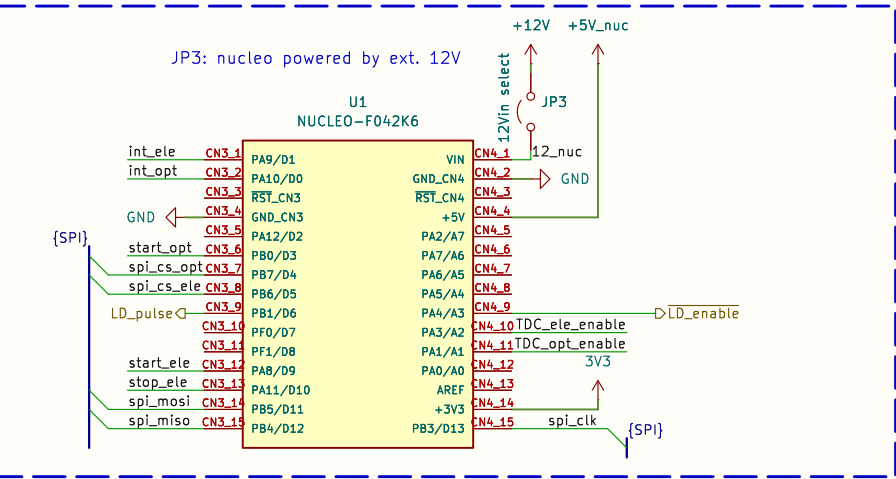 +12V +5V_nuc
JP3: nucleo powered by ext. 12V
12Vin select
JP3
U1
NUCLEO-F042K6
int_ele CN3_1 PA9/D1 VIN CN4_1 12_nuc
int_opt CN3_2 PA10/D0 GND_CN4 CN4_2 GND
CN3_3 RST_CN3 RST_CN4 CN4_3
GND CN3_4 GND_CN3 +5V CN4_4
CN3_5 PA12/D2 PA2/A7 CN4_5
{SPI}
start_opt CN3_6 PB0/D3 PA7/A6 CN4_6
spi_cs_opt CN3_7 PB7/D4 PA6/A5 CN4_7
spi_cs_ele CN3_8 PB6/D5 PA5/A4 CN4_8
LD_pulse CN3_9 PB1/D6 PA4/A3 CN4_9 LD_enable
CN3_10 PF0/D7 PA3/A2 CN4_10 TDC_ele_enable
CN3_11 PF1/D8 PA1/A1 CN4_11 TDC_opt_enable
start_ele CN3_12 PA8/D9 PA0/A0 CN4_12 3V3
stop_ele CN3_13 PA11/D10 AREF CN4_13
spi_mosi CN3_14 PB5/D11 +3V3 CN4_14
spi_miso CN3_15 PB4/D12 PB3/D13 CN4_15 spi_clk {SPI}